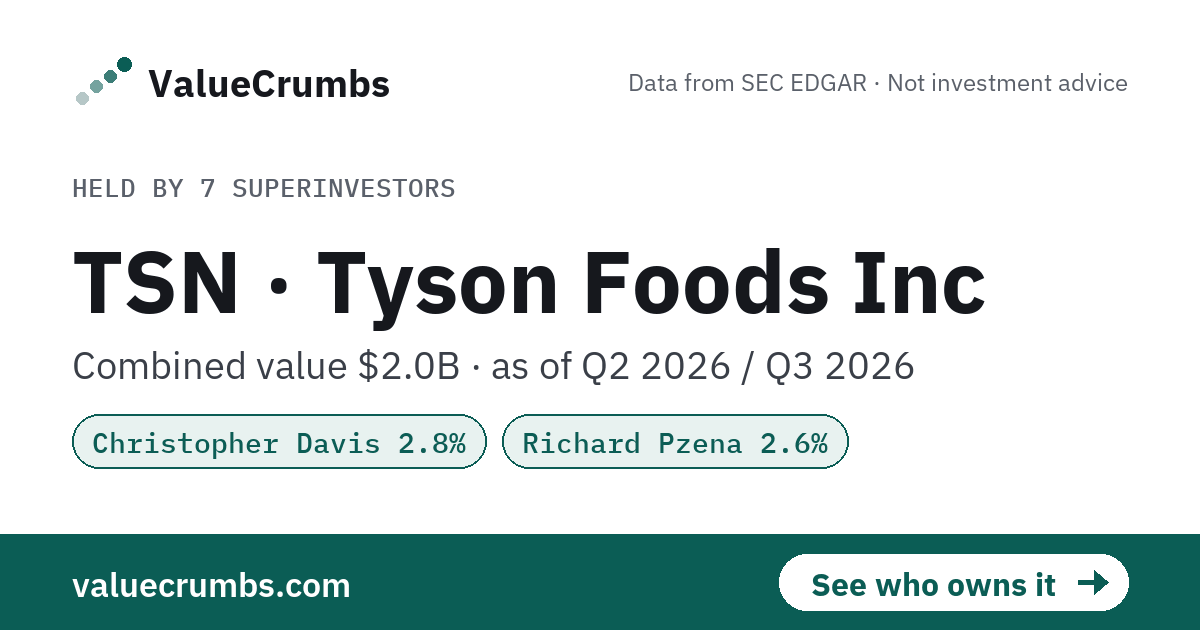 ValueCrumbs
Data from SEC EDGAR · Not investment advice
HELD BY 7 SUPERINVESTORS
TSN · Tyson Foods Inc
Combined value $2.0B · as of Q2 2026 / Q3 2026
Christopher Davis 2.8%
Richard Pzena 2.6%
valuecrumbs.com
See who owns it →